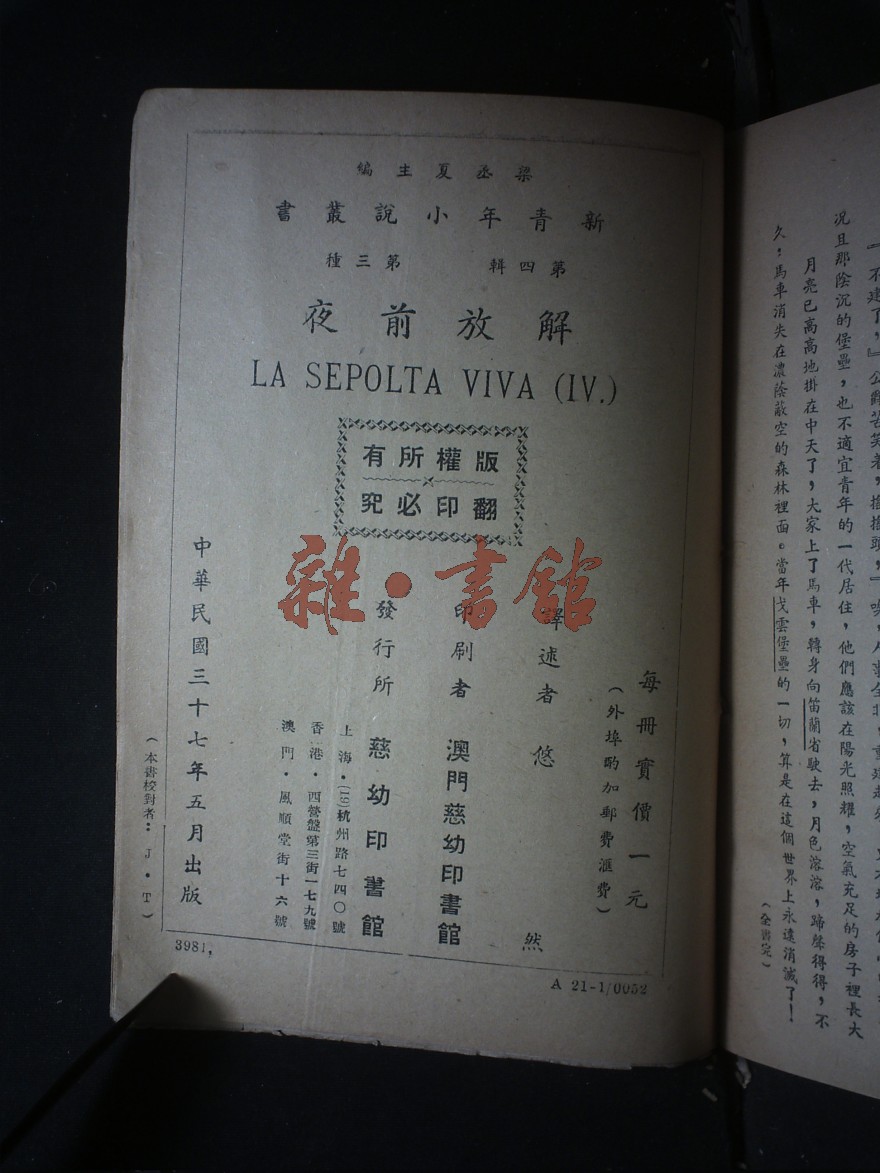 梁丞夏主編
新青年小說叢書
第四輯 第三種
解放前夜
LA SEPOLTA VIVA (IV.)
版權所有
翻印必究
每冊實價一元
(外埠酌加郵費滙費)
譯述者 悠然
印刷者 澳門慈幼印書館
發行所 慈幼印書館
上海·(19)杭州路七四〇號
香港·四營盤第三街一七九號
澳門·風順堂街十六號
中華民國三十七年五月出版
(本書校對者:J·T)
3981,
A 21-1/0052
雜·書館
況且那陰沉的堡壘,也不適宜青年的一代居住,他們應該在陽光照耀,空氣充足的房子裡長大
月亮已高高地掛在中天了,大家上了馬車,轉身向笛蘭省駛去,月色溶溶,蹄聲得得,不
久,馬車消失在濃蔭蔽空的森林裡面。當年戈雲堡壘的一切,算是在這個世界上永遠消滅了!
(全書完)